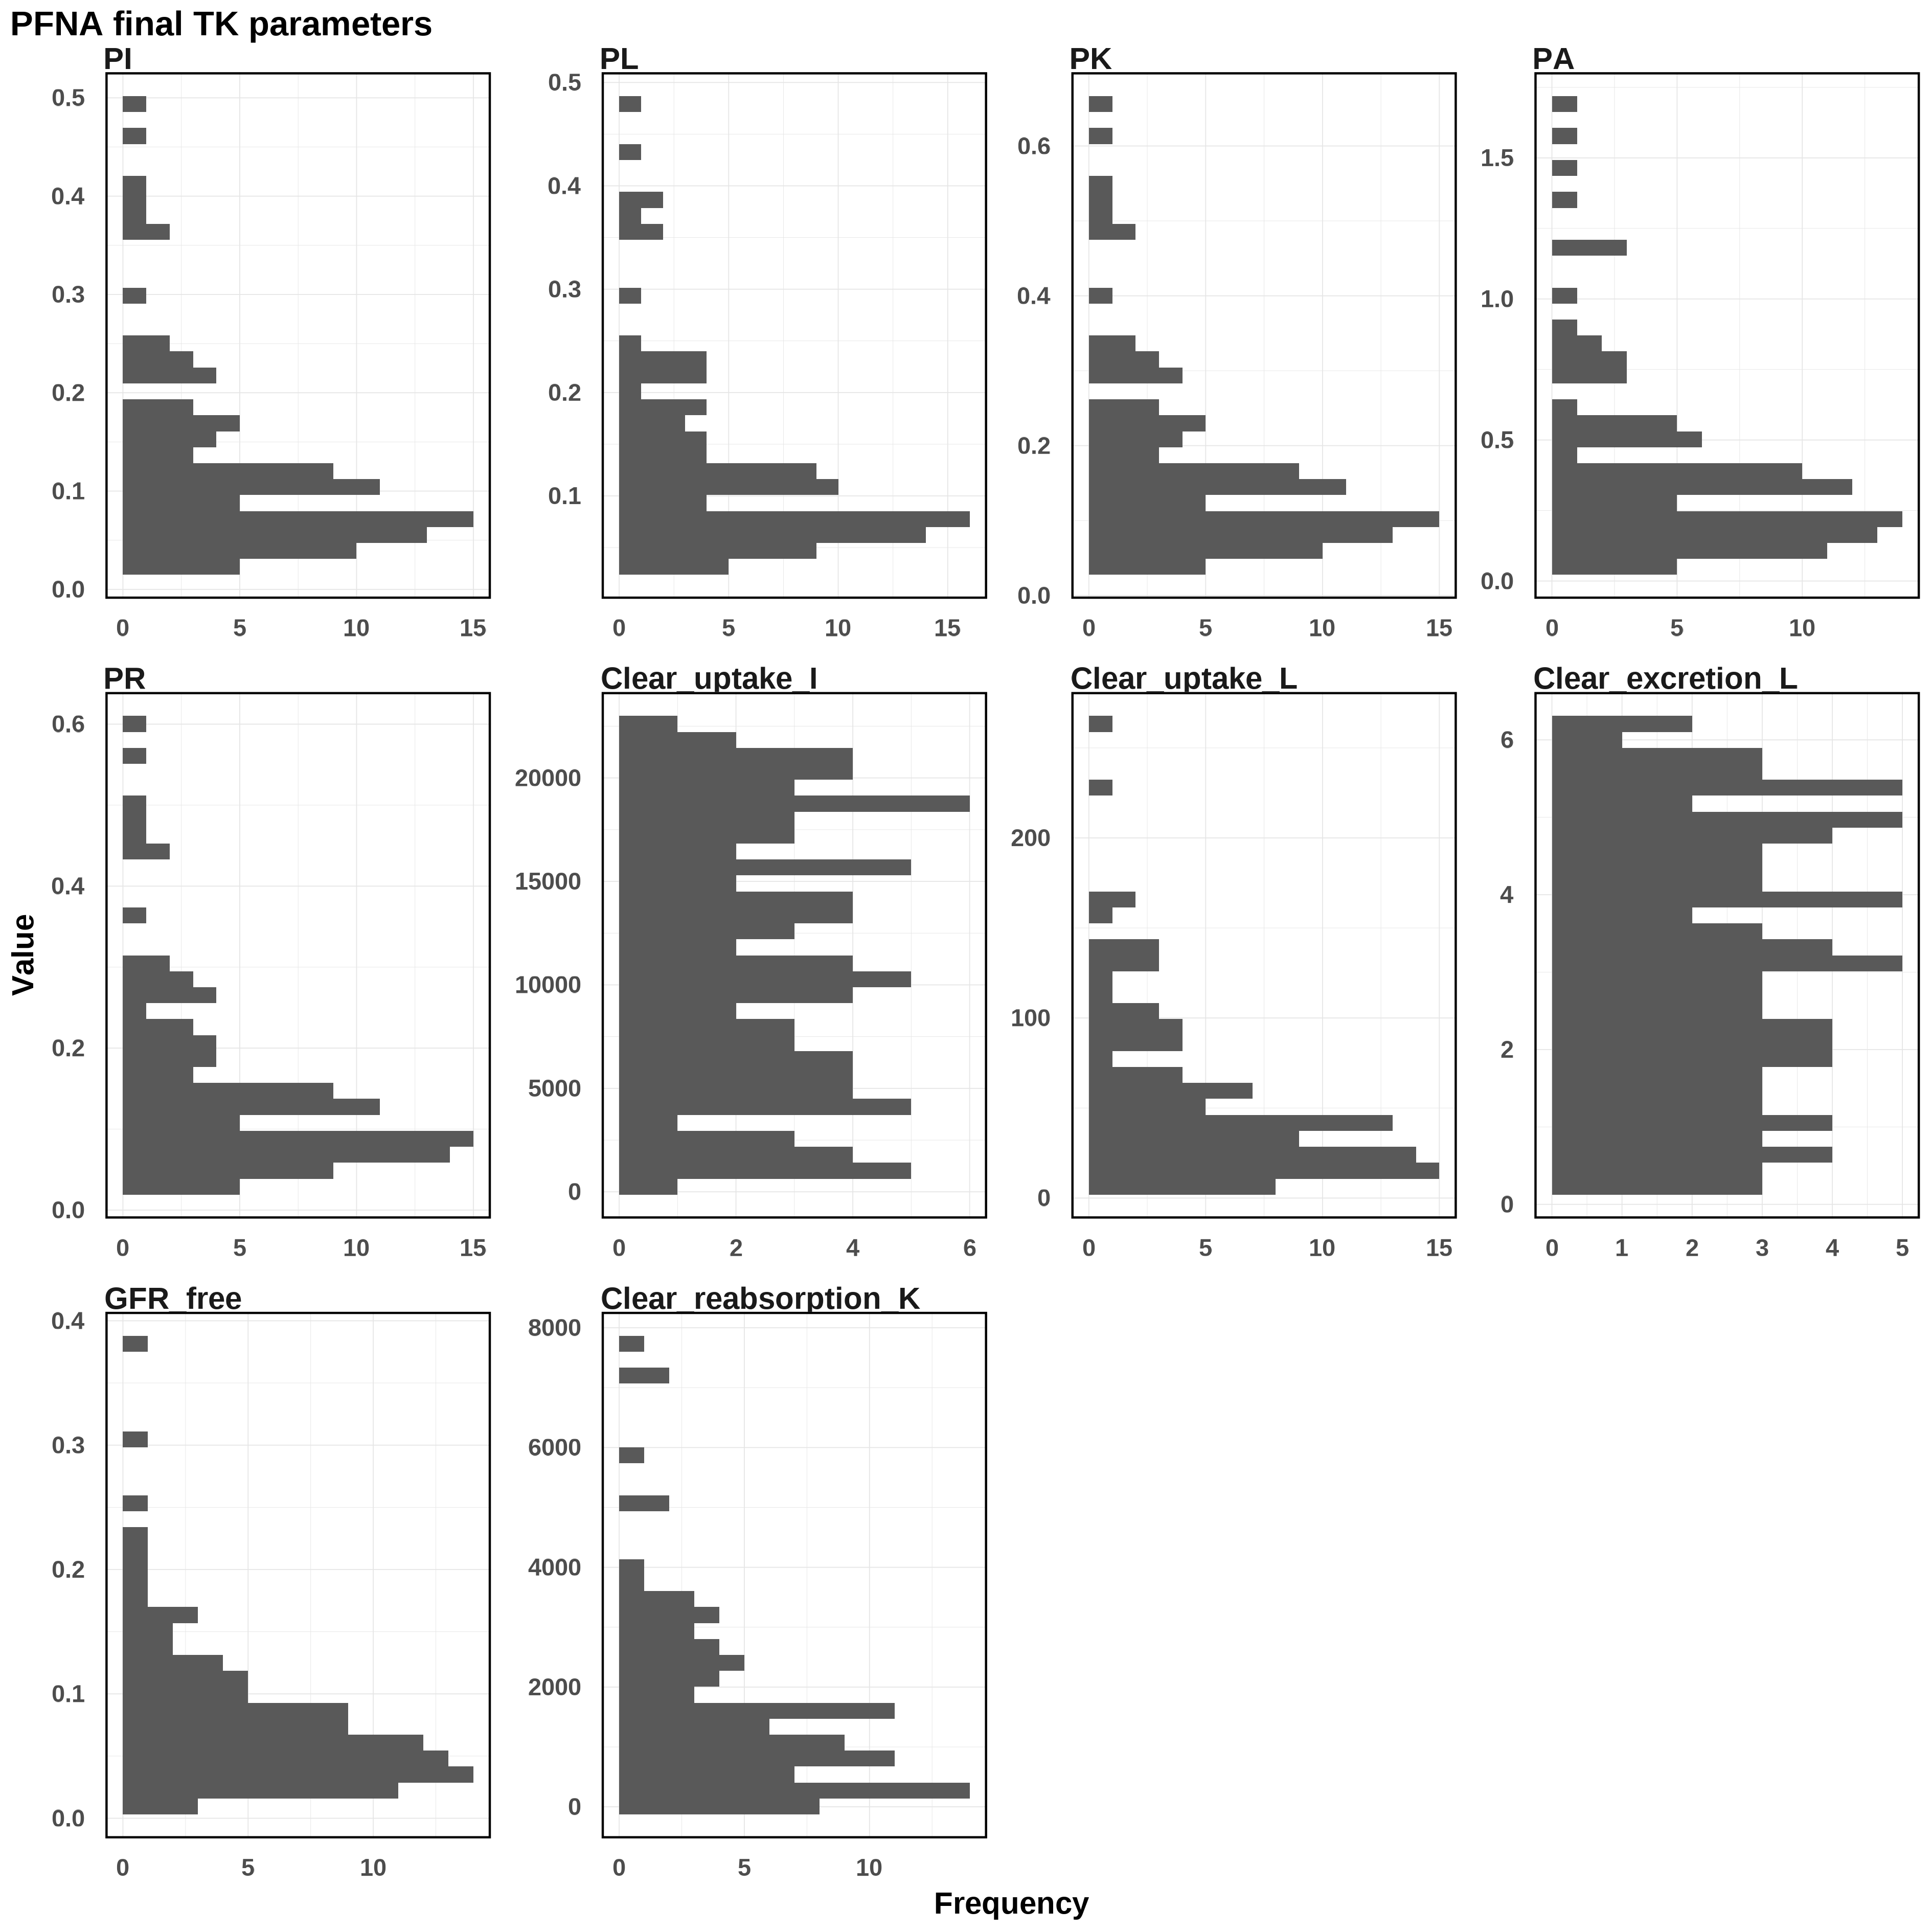 PFNA final TK parameters
PI PL PK PA
0.5 0.4 0.3 0.2 0.1 0.0
0.5 0.4 0.3 0.2 0.1
0.6 0.4 0.2 0.0
1.5 1.0 0.5 0.0
0 5 10 15
0 5 10 15
0 5 10 15
0 5 10
PR Clear_uptake_I Clear_uptake_L Clear_excretion_L
Value
0.6 0.4 0.2 0.0
20000 15000 10000 5000 0
200 100 0
6 4 2 0
0 5 10 15
0 2 4 6
0 5 10 15
0 1 2 3 4 5
GFR_free Clear_reabsorption_K
0.4 0.3 0.2 0.1 0.0
8000 6000 4000 2000 0
0 5 10
0 5 10
Frequency